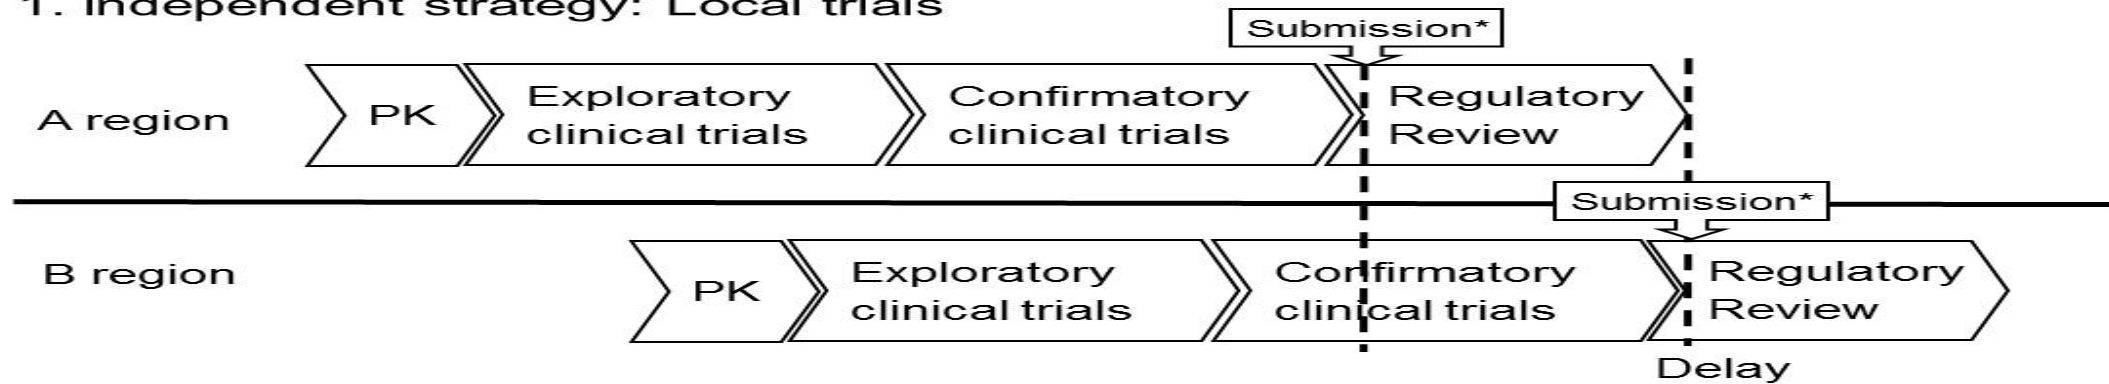 1. Independent strategy: Local trials
Submission*
A region
PK
Exploratory
clinical trials
Confirmatory
clinical trials
Regulatory
Review
Submission*
B region
PK
Exploratory
clinical trials
Confirmatory
clinical trials
Regulatory
Review
Delay